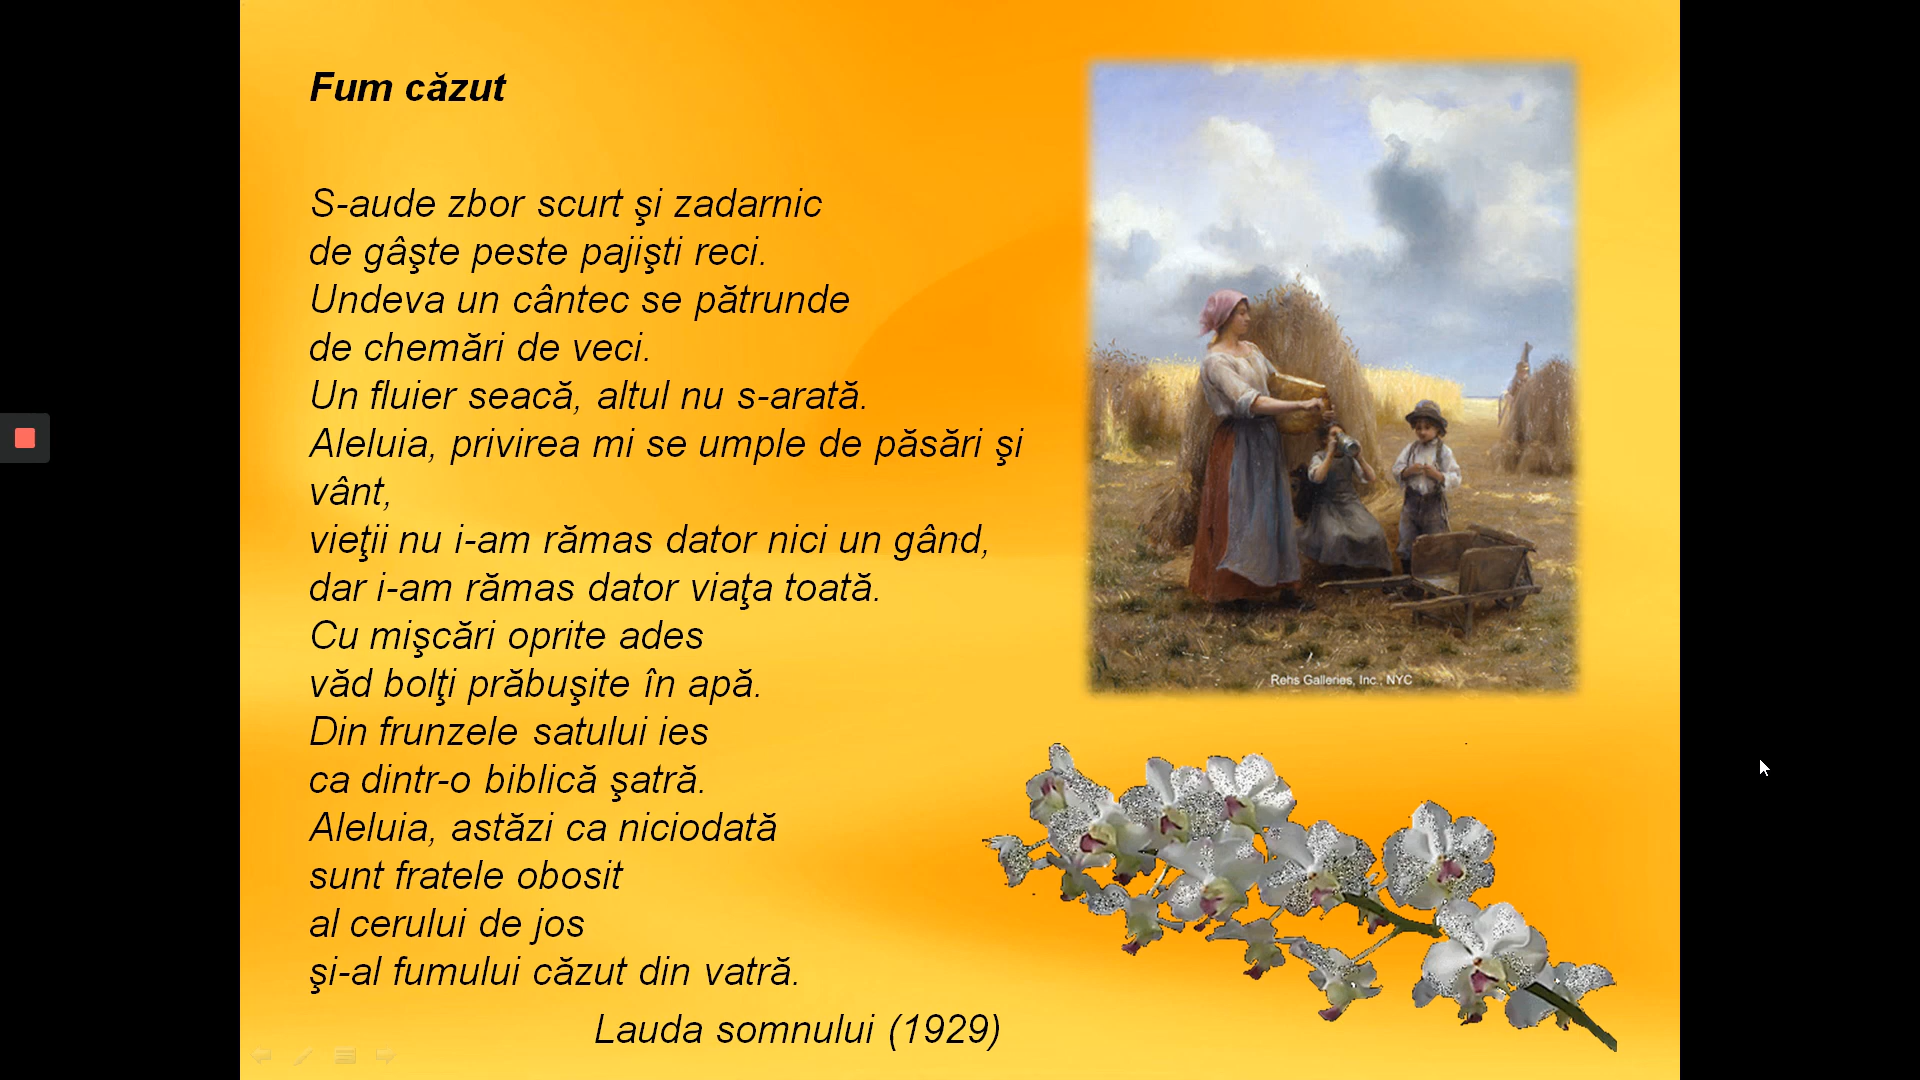 Fum căzut
S-aude zbor scurt şi zadarnic
de gâşte peste pajişti reci.
Undeva un cântec se pătrunde
de chemări de veci.
Un fluier seacă, altul nu s-arată.
Aleluia, privirea mi se umple de păsări şi
vânt,
vieţii nu i-am rămas dator nici un gând,
dar i-am rămas dator viaţa toată.
Cu mişcări oprite ades
văd bolţi prăbuşite în apă.
Din frunzele satului ies
ca dintr-o biblică şatră.
Aleluia, astăzi ca niciodată
sunt fratele obosit
al cerului de jos
şi-al fumului căzut din vatră.
Lauda somnului (1929)
Rehs Galleries, Inc., NYC